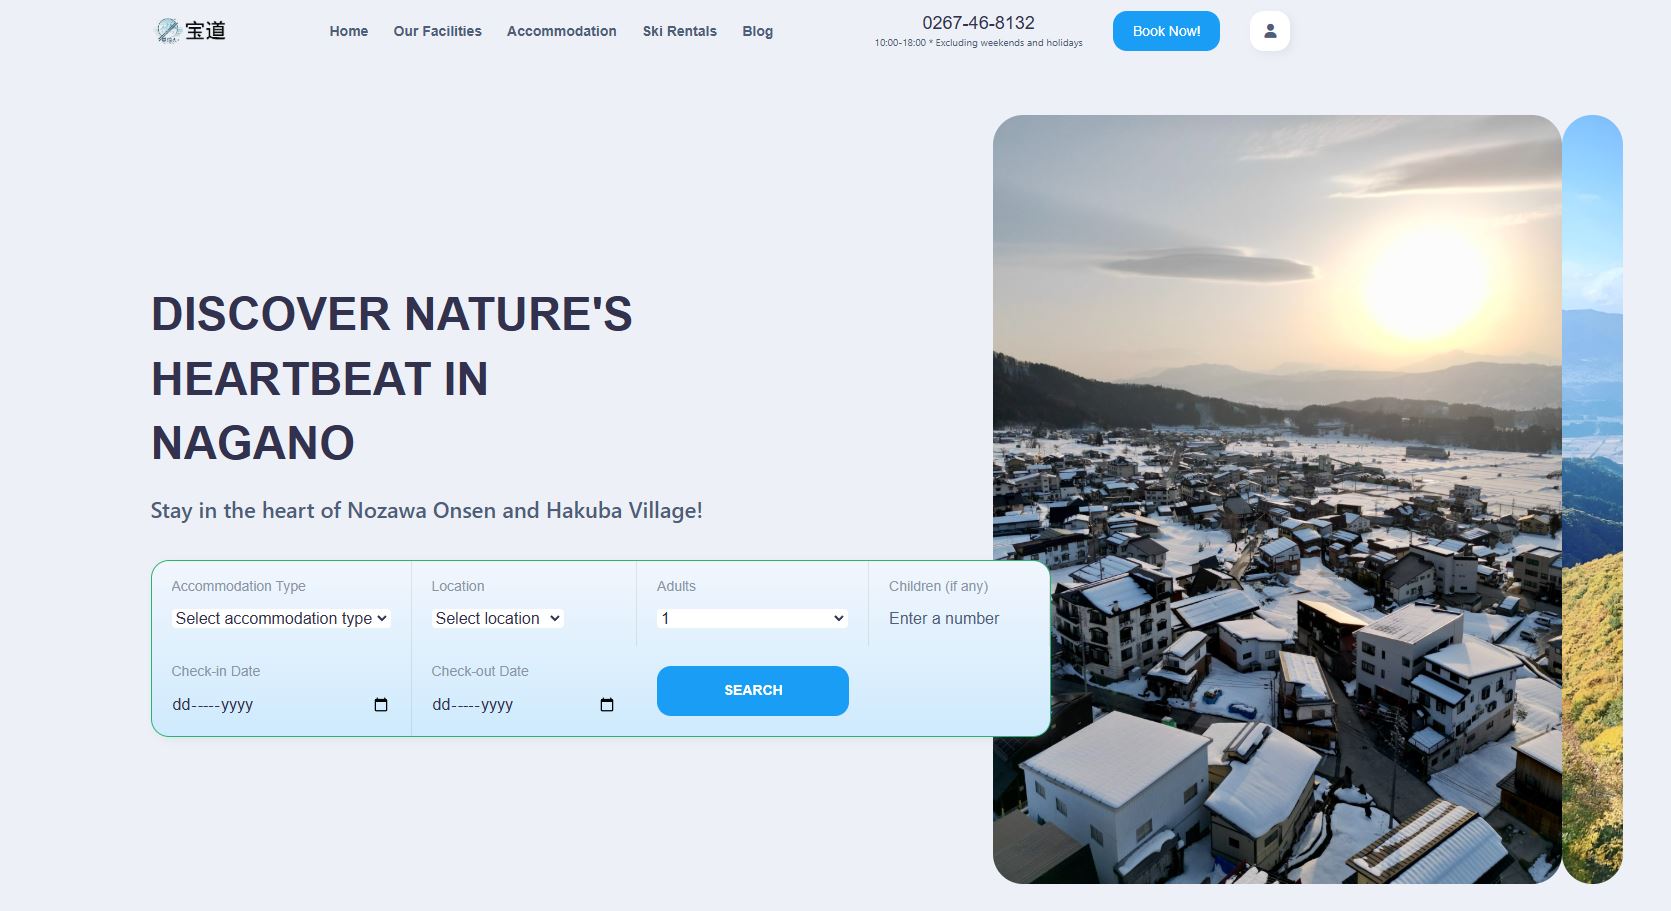 宝道
Home Our Facilities Accommodation Ski Rentals Blog
0267-46-8132
10:00-18:00 * Excluding weekends and holidays
Book Now!
DISCOVER NATURE'S
HEARTBEAT IN
NAGANO
Stay in the heart of Nozawa Onsen and Hakuba Village!
Accommodation Type Location Adults Children (if any)
Select accommodation type Select location 1 Enter a number
Check-in Date Check-out Date
dd-----yyyy dd-----yyyy SEARCH